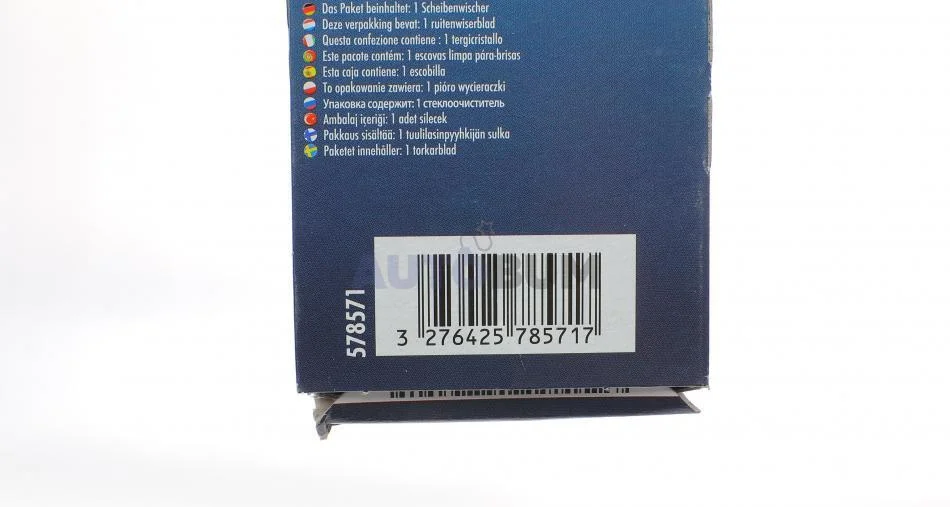 Das Paket beinhaltet: 1 Scheibenwischer
Deze verpakking bevat: 1 ruitenwiserblad
Questa confezione contiene : 1 tergicristallo
Este pacote contém: 1 escovas limpa pára-brisas
Esta caja contiene: 1 escobilla
To opakowanie zawiera: 1 pióro wycieraczki
Упаковка содержит: 1 стеклоочиститель
Ambalaj içeriği: 1 adet silecek
Pakkaus sisältää: 1 tuulilasinpyyhkijän sulka
Paketet innehåller: 1 torkarblad
AUTOBUM
578571
3 276425 785717